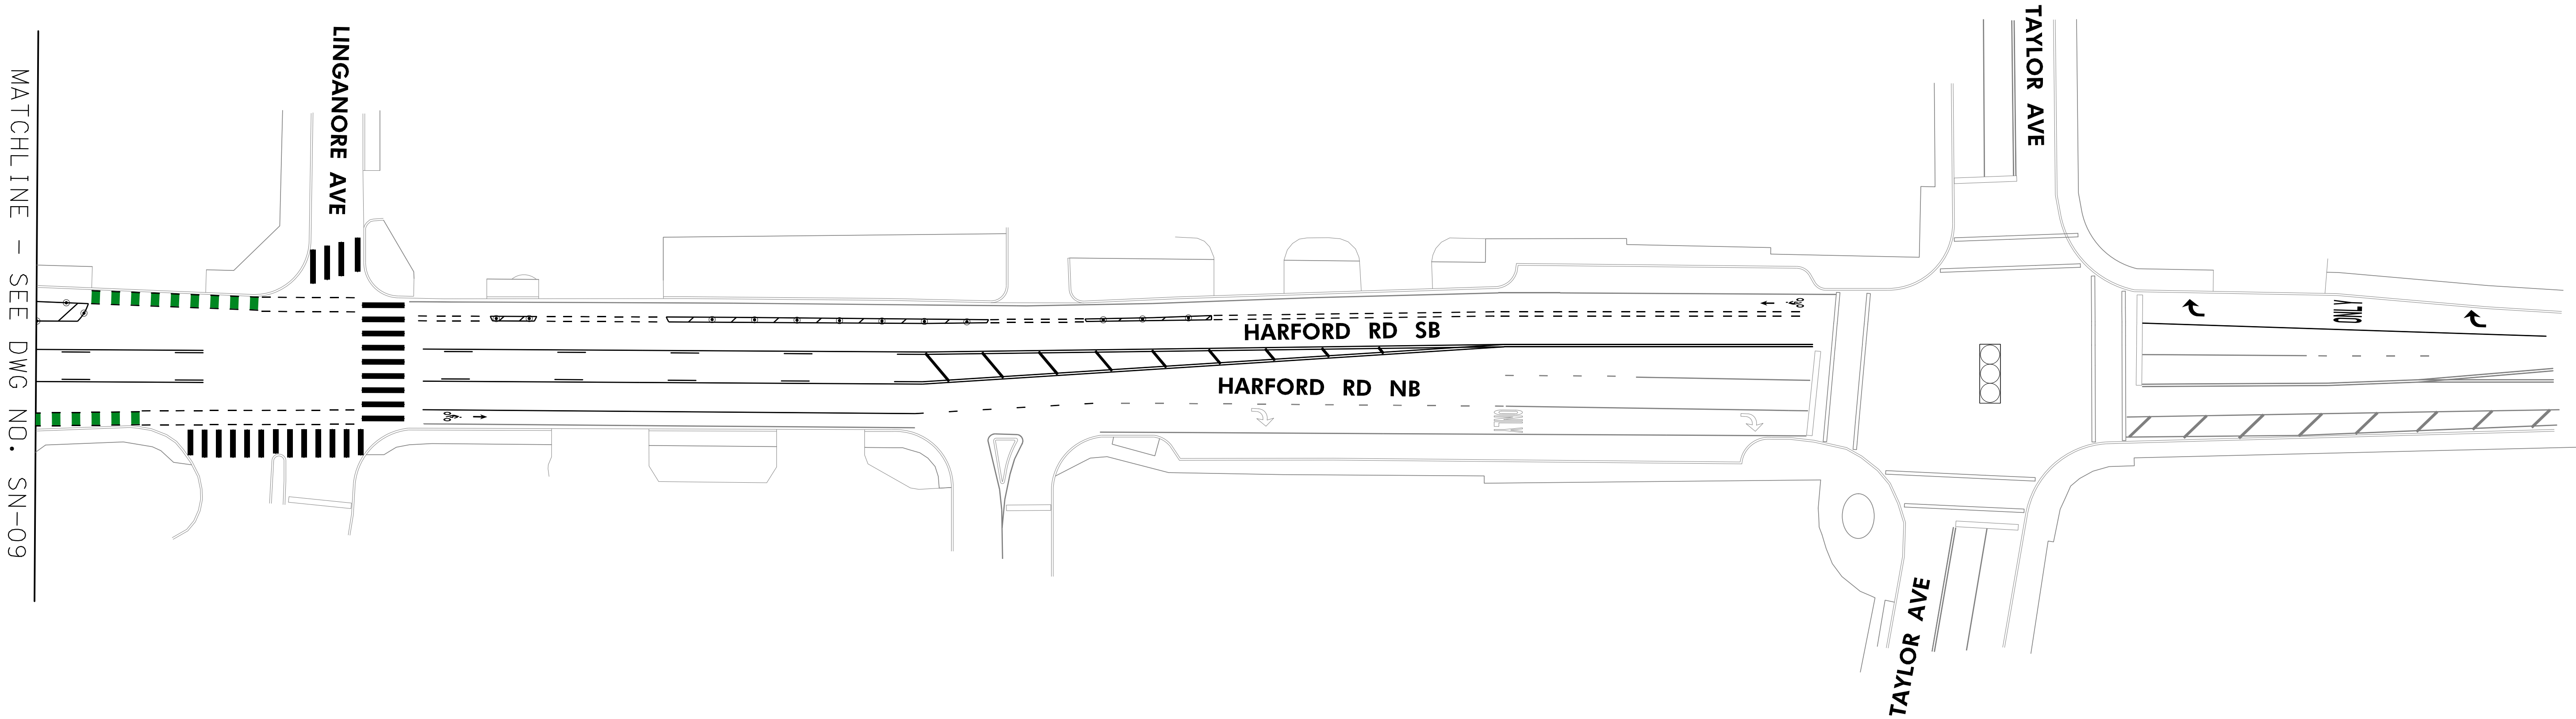 MATCHLINE - SEE DWG NO. SN-09
LINGANORE AVE
HARFORD RD SB
HARFORD RD NB
ONLY
TAYLOR AVE
TAYLOR AVE
ONLY